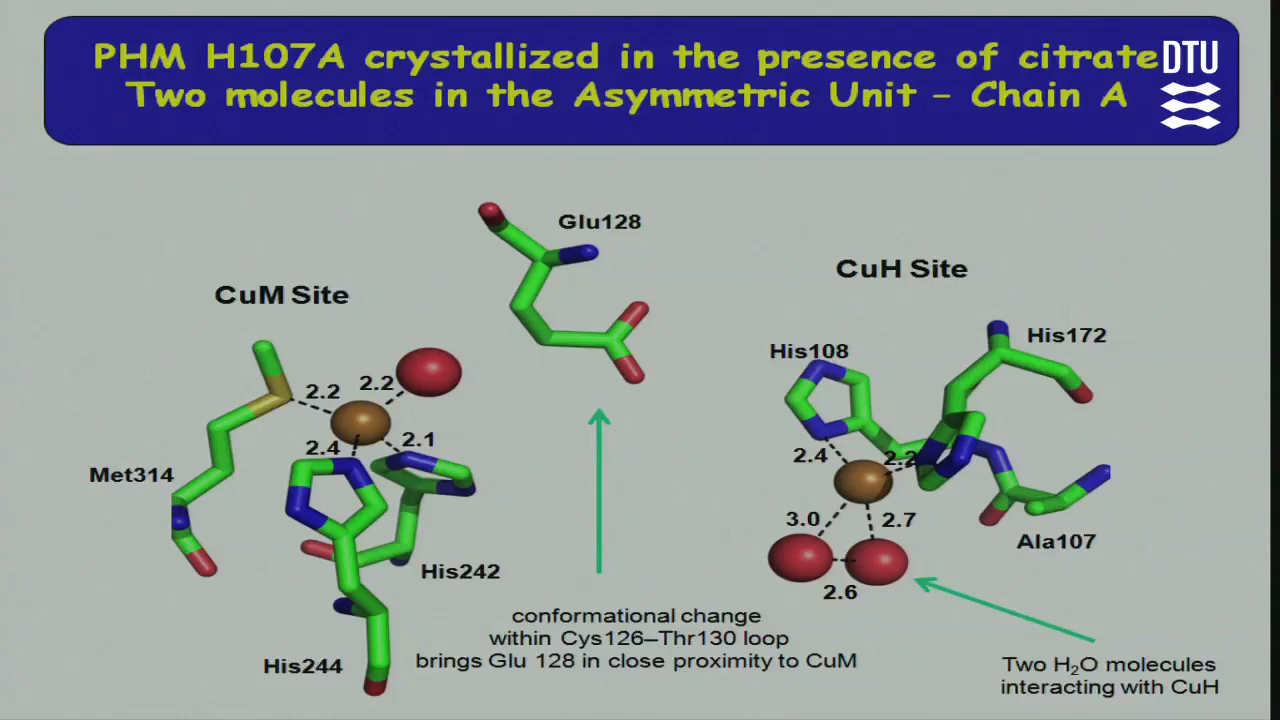 PHM H107A crystallized in the presence of citrate
Two molecules in the Asymmetric Unit – Chain A
DTU
Glu128
CuM Site
CuH Site
His108
His172
2.2
2.2
2.4
2.1
Met314
2.4
2.2
3.0
2.7
Ala107
His242
2.6
conformational change
within Cys126–Thr130 loop
brings Glu 128 in close proximity to CuM
His244
Two H₂O molecules
interacting with CuH